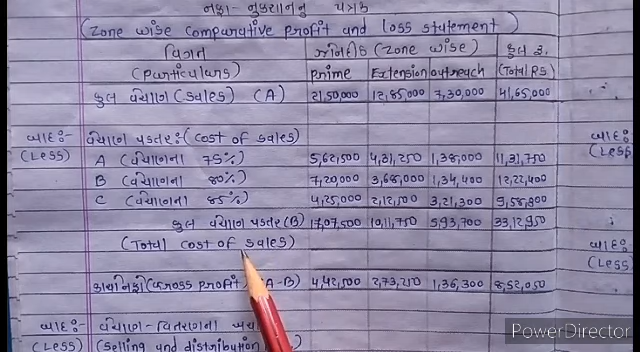 નફા-નુકસાનનુ પત્રક
(zone wise comparative profit and loss statement)
વિગત ઝોનદીઠ (zone wise) કુલ રૂ.
(particulars) prime Extension outreach (Total RS.)
કુલ વેચાણ (sales) (A) 21,50,000 12,85,000 7,30,000 41,65,000
બાદ:- વેચાણ પડતર:(cost of sales) બાદ:-
(Less) A (વેચાણના 75%) 5,62,500 4,31,250 1,38,000 11,31,750 (Less)
B (વેચાણના 80%) 7,20,000 3,68,000 1,34,400 12,22,400
C (વેચાણના 85%) 4,25,000 2,12,500 3,21,300 9,58,800
કુલ વેચાણ પડતર (B) 17,07,500 10,11,750 5,93,700 33,12,950
(Total cost of sales) બાદ:-
(Less)
કાચોનફો (Gross profit) (A-B) 4,42,500 2,73,250 1,36,300 8,52,050
બાદ:- વેચાણ-વિતરણના
(Less) (selling and distribution
PowerDirector